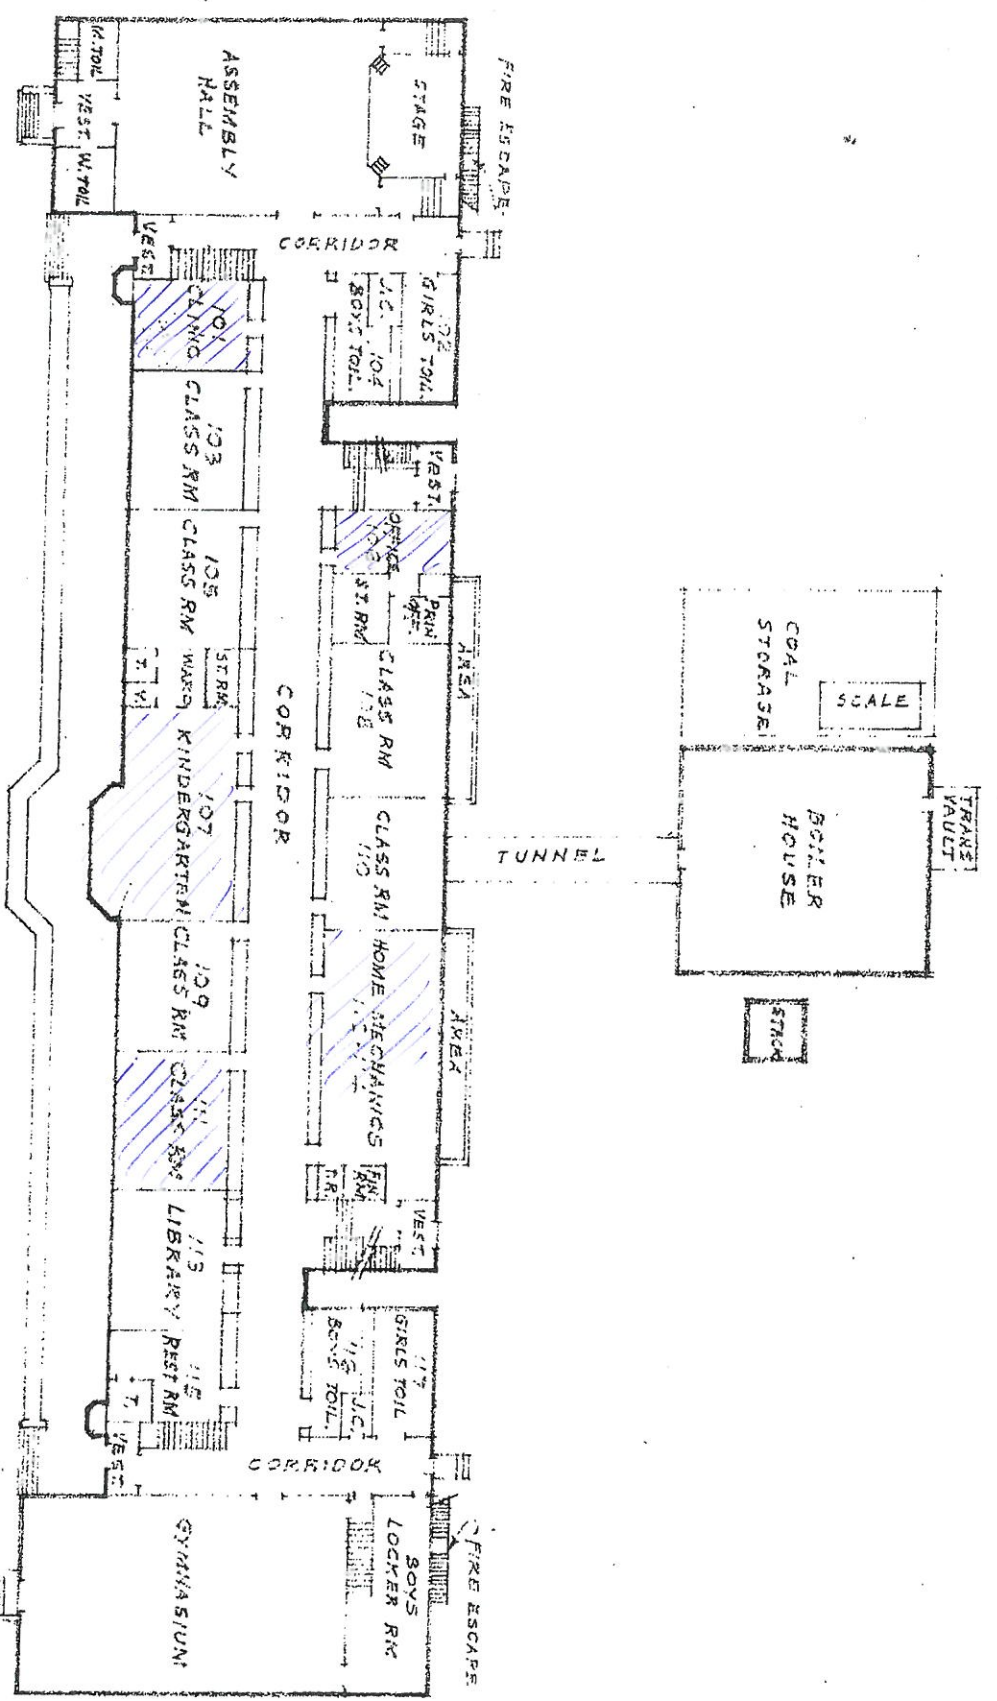 FIRE ESCAPE
M. TOIL
VEST.
W. TOIL
ASSEMBLY
HALL
STAGE
CORRIDOR
VEST.
101
CLINIC
102
GIRLS TOIL.
J.C.
104
BOYS TOIL.
103
CLASS RM
VEST.
OFFICE
PRIN
OFF.
ST. RM
105
CLASS RM
WARD
T.
ST. RM
CORRIDOR
AREA
CLASS RM
108
107
KINDERGARTEN
CLASS RM
110
TUNNEL
COAL
STORAGE
SCALE
BOILER
HOUSE
TRANS
VAULT
STACK
109
CLASS RM
HOME MECHANICS
AREA
111
CLASS RM
T.R.
FIN
RM
VEST.
113
LIBRARY
115
REST RM
T.
VEST.
117
GIRLS TOIL
J.C.
BOYS TOIL.
CORRIDOR
GYMNASIUM
BOYS
LOCKER RM
FIRE ESCAPE